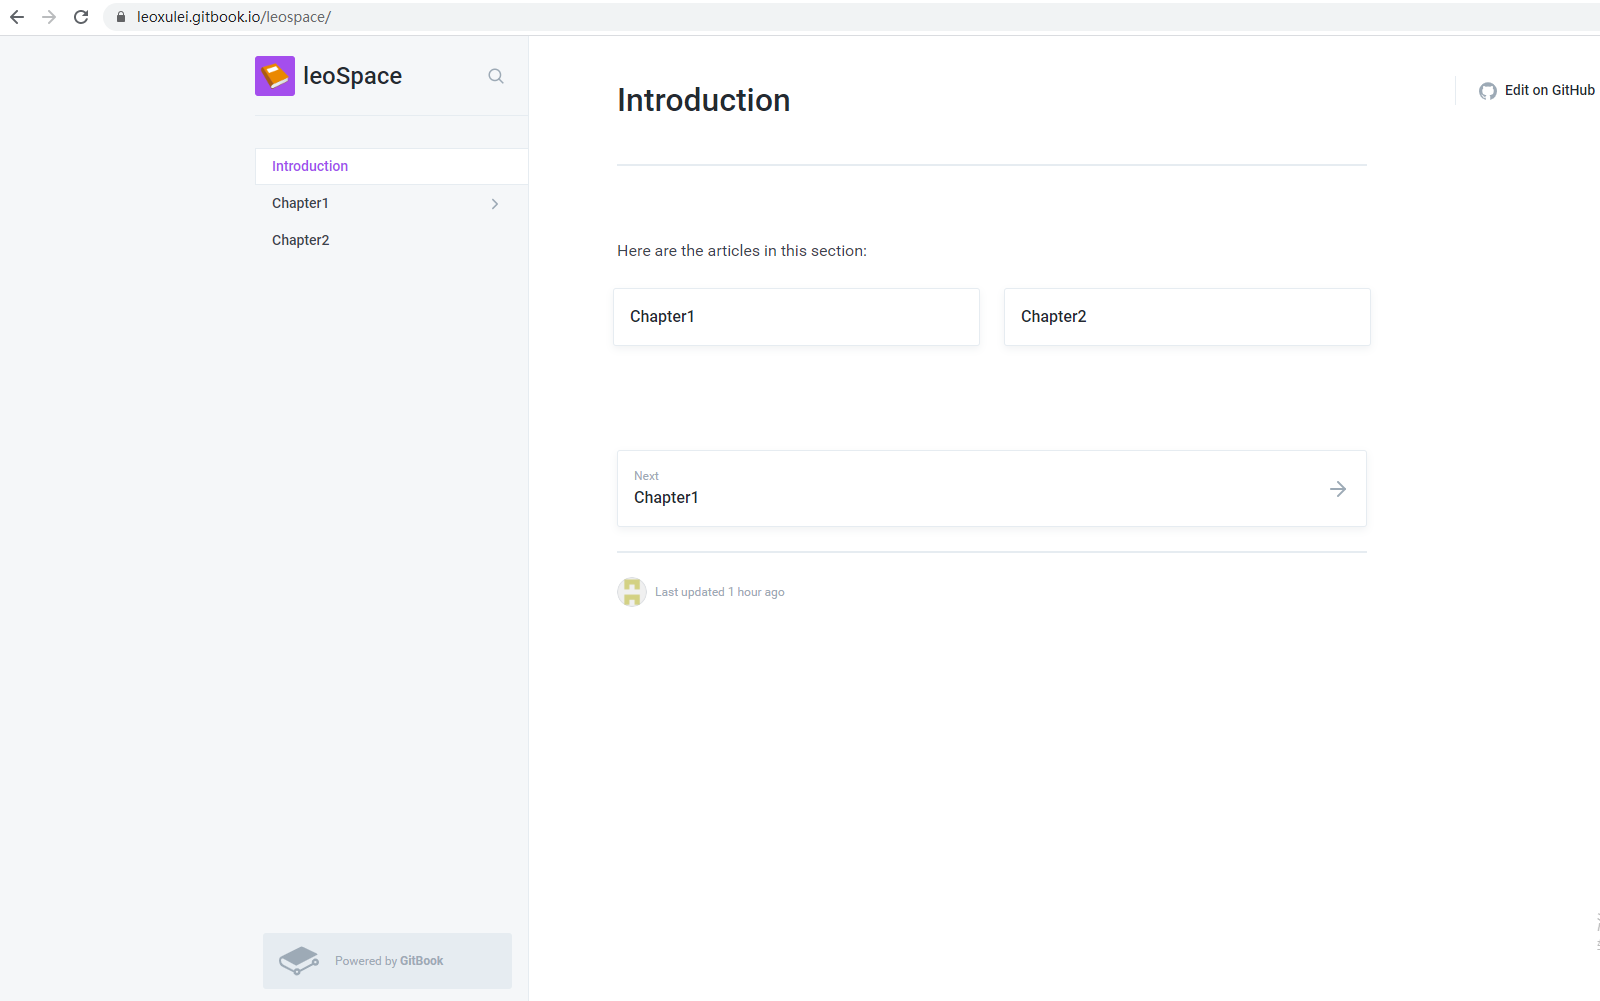 leoxulei.gitbook.io/leospace/
leoSpace
Introduction
Chapter1
Chapter2
Introduction
Edit on GitHub
Here are the articles in this section:
Chapter1
Chapter2
Next
Chapter1
Last updated 1 hour ago
Powered by GitBook